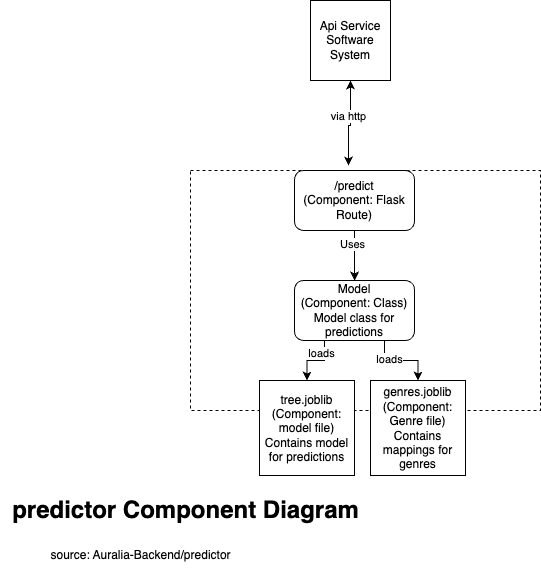 Api Service
Software
System
via http
/predict
(Component: Flask
Route)
Uses
Model
(Component: Class)
Model class for
predictions
loads
loads
tree.joblib
(Component:
model file)
Contains model
for predictions
genres.joblib
(Component:
Genre file)
Contains
mappings for
genres
predictor Component Diagram
source: Auralia-Backend/predictor